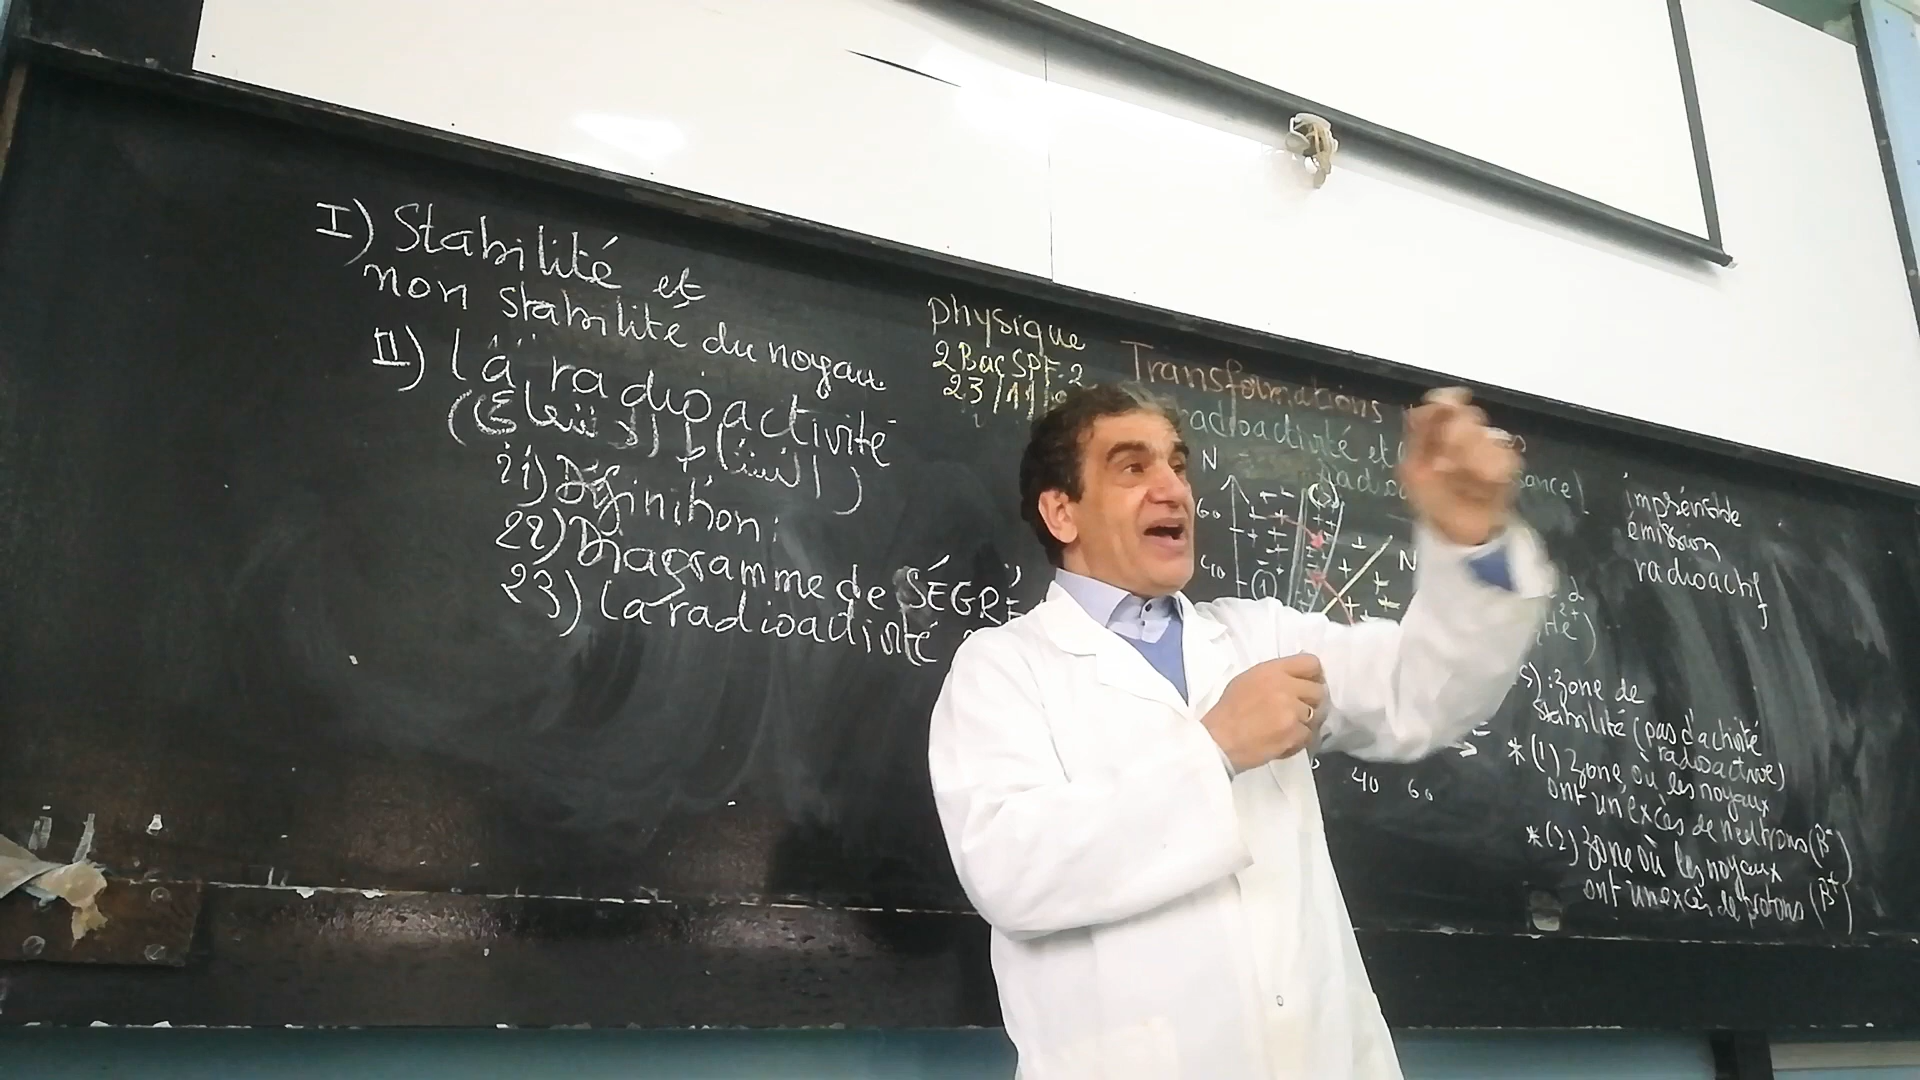 I) Stabilité et
non stabilité du noyau
II) la radioactivité
21) Définition:
22) Diagramme de SÉGRÉ
23) la radioactivité
physique
2 Bac SPF.2
23/11/
Transformations
radioactivité et
N
60
40
(1)
N
40 60
émission
radioactif
S): zone de
stabilité (pas d'activité
radioactive)
*(1) zone où les noyaux
ont un excès de neutrons (β-)
*(2) zone où les noyaux
ont un excès de protons (β+)